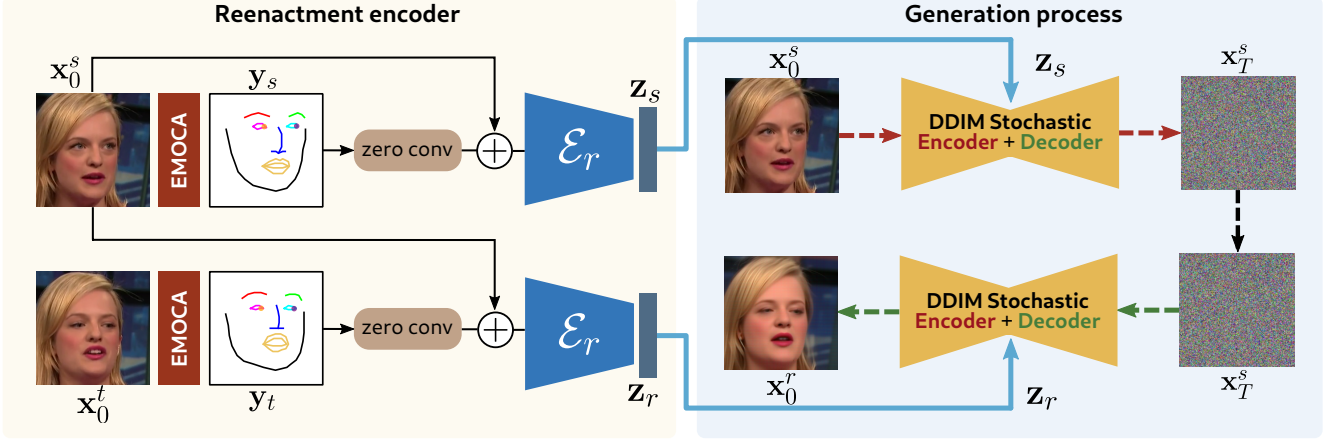 Reenactment encoder
x_0^s
y_s
EMOCA
zero conv
+
ℰ_r
z_s
x_0^t
y_t
EMOCA
zero conv
+
ℰ_r
z_r
Generation process
x_0^s
z_s
x_T^s
DDIM Stochastic
Encoder + Decoder
x_0^r
z_r
x_T^s
DDIM Stochastic
Encoder + Decoder